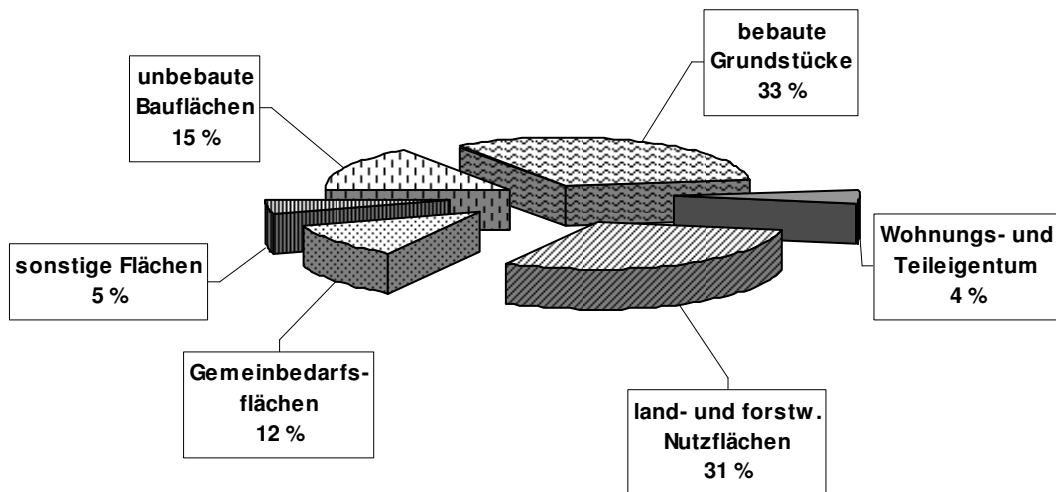 bebaute
Grundstücke
33 %
unbebaute
Bauflächen
15 %
Wohnungs- und
Teileigentum
4 %
sonstige Flächen
5 %
Gemeinbedarfs-
flächen
12 %
land- und forstw.
Nutzflächen
31 %